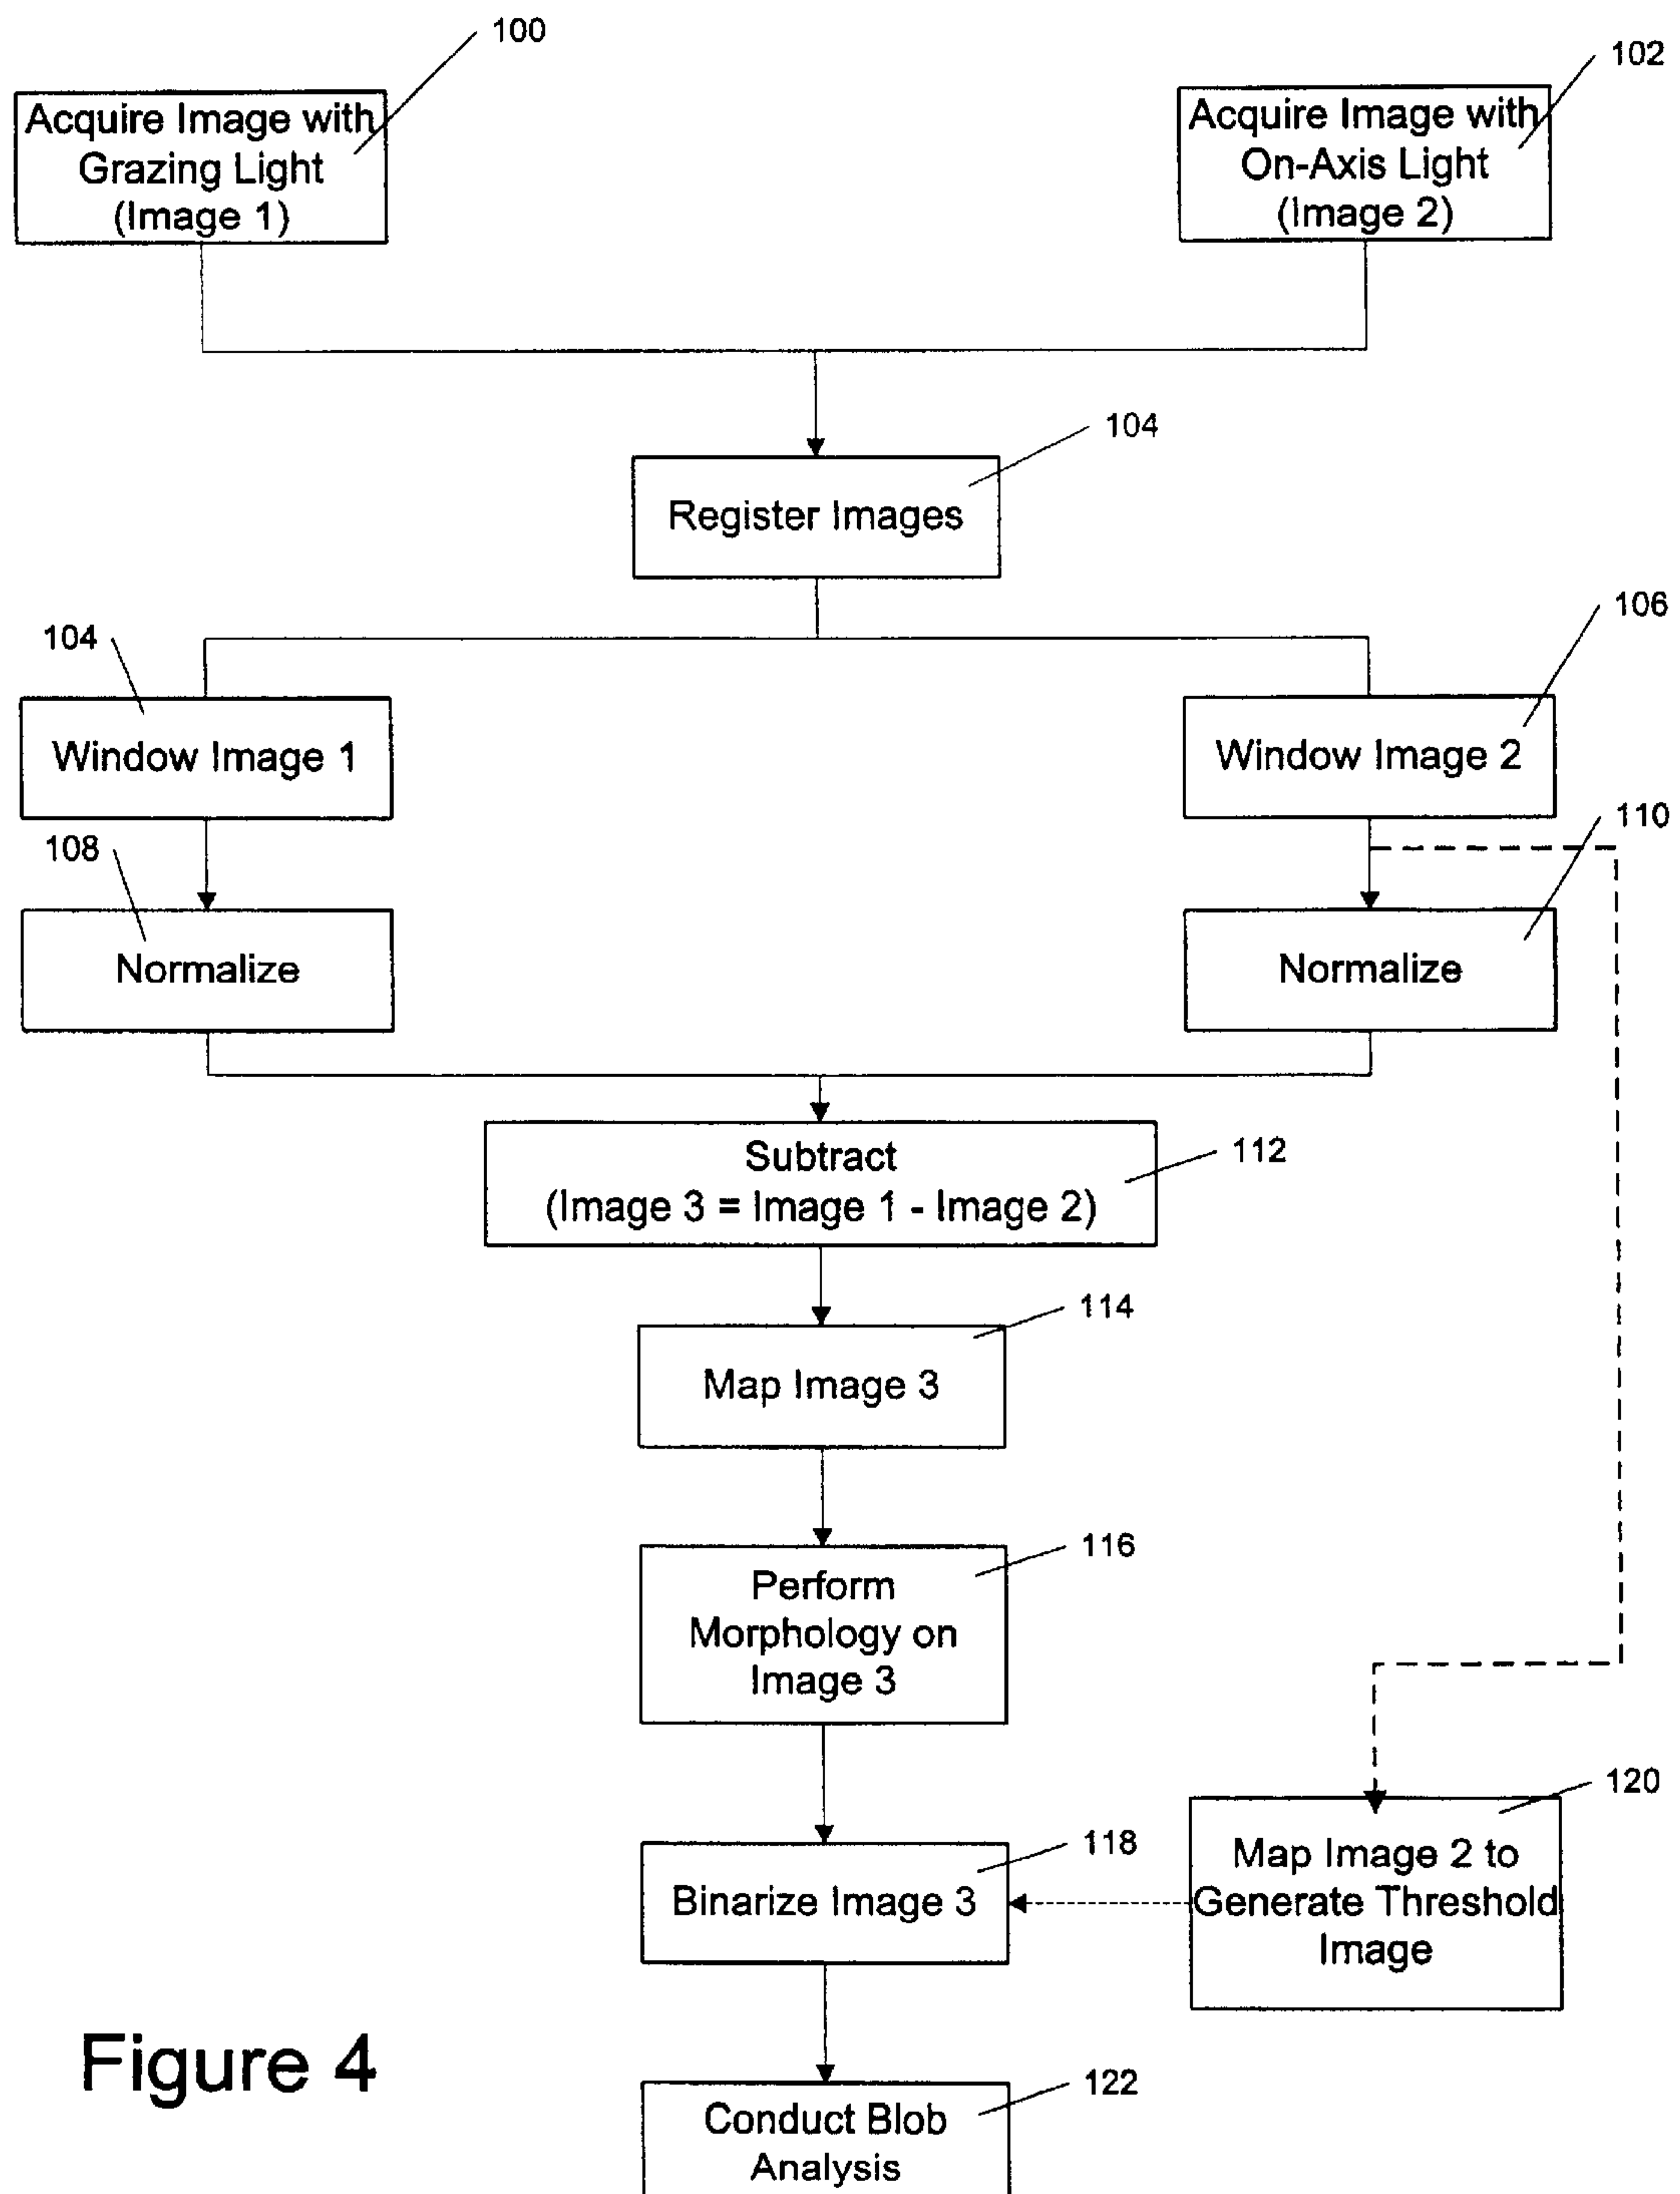 100
102
Acquire Image with
Grazing Light
(Image 1)
Acquire Image with
On-Axis Light
(Image 2)
104
Register Images
104
106
Window Image 1
Window Image 2
108
110
Normalize
Normalize
Subtract
(Image 3 = Image 1 - Image 2)
112
114
Map Image 3
116
Perform
Morphology on
Image 3
118
120
Binarize Image 3
Map Image 2 to
Generate Threshold
Image
Figure 4
122
Conduct Blob
Analysis